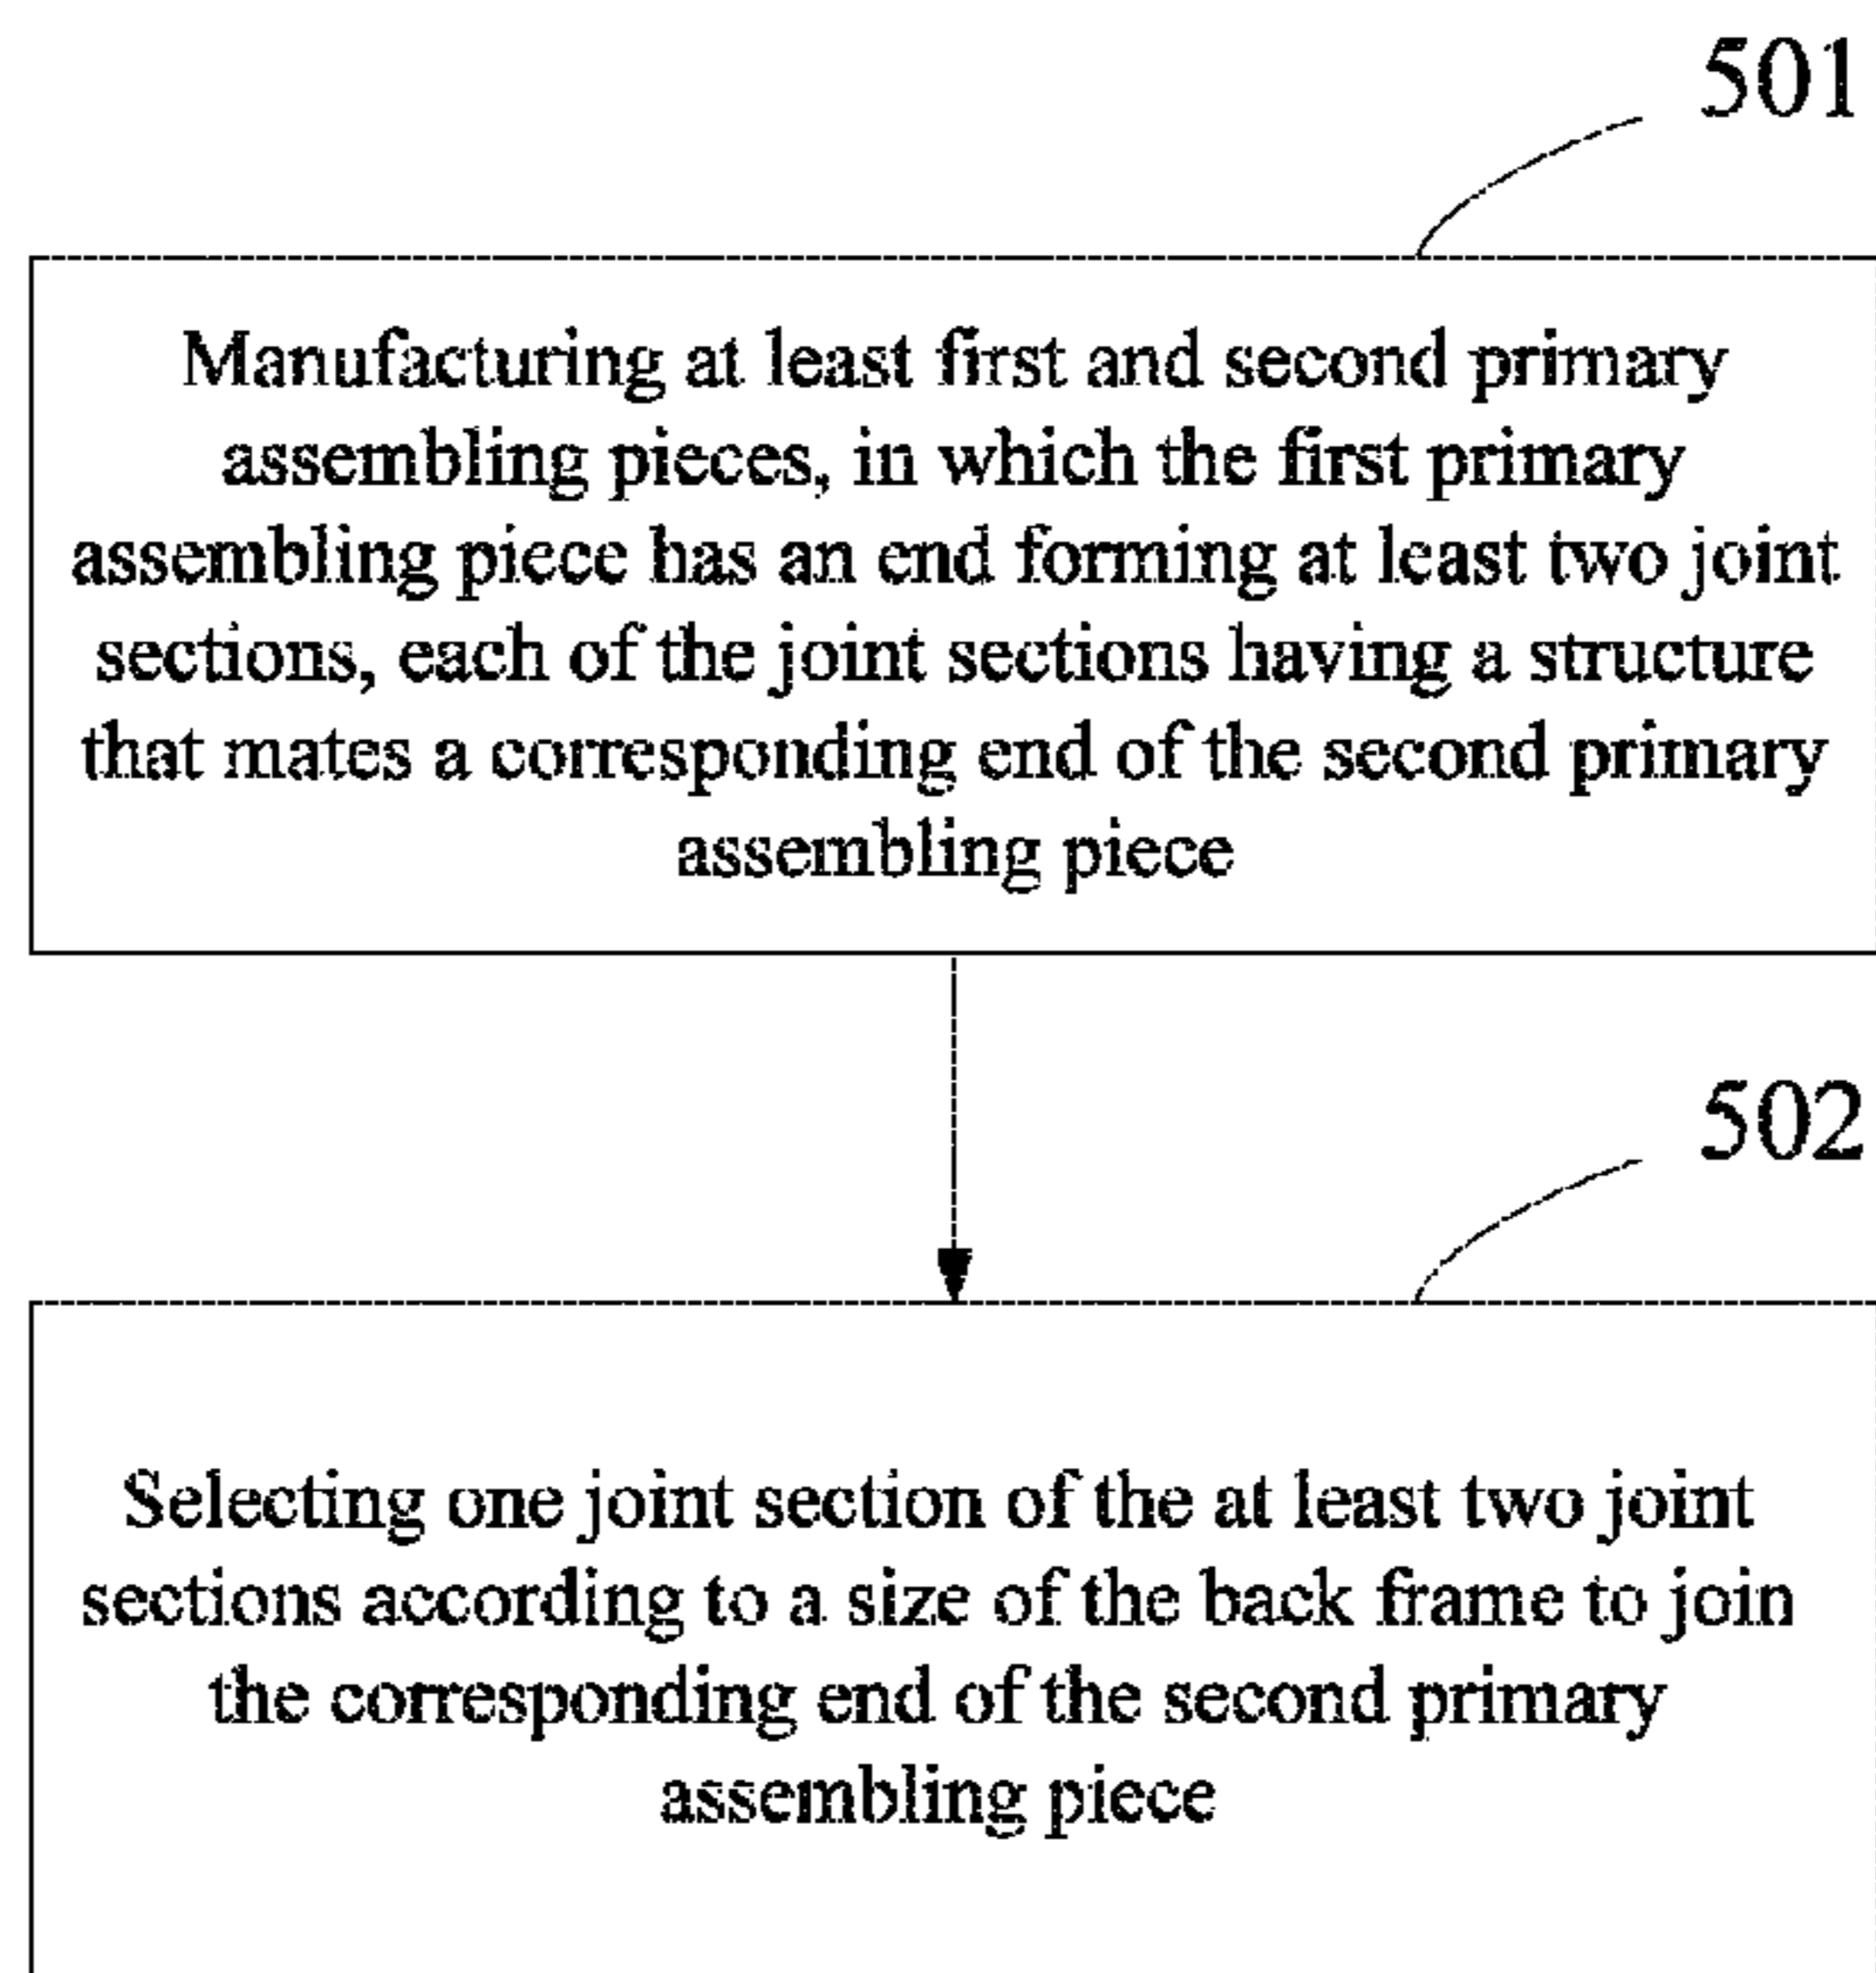 501
Manufacturing at least first and second primary
assembling pieces, in which the first primary
assembling piece has an end forming at least two joint
sections, each of the joint sections having a structure
that mates a corresponding end of the second primary
assembling piece
502
Selecting one joint section of the at least two joint
sections according to a size of the back frame to join
the corresponding end of the second primary
assembling piece